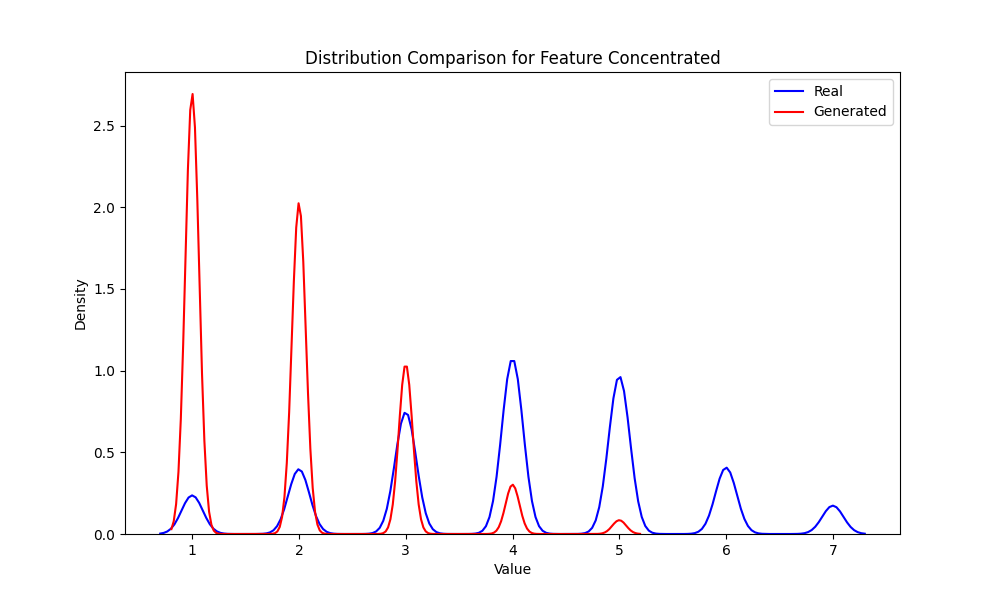 Distribution Comparison for Feature Concentrated
Real
Generated
2.5
2.0
1.5
1.0
0.5
0.0
Density
1 2 3 4 5 6 7
Value